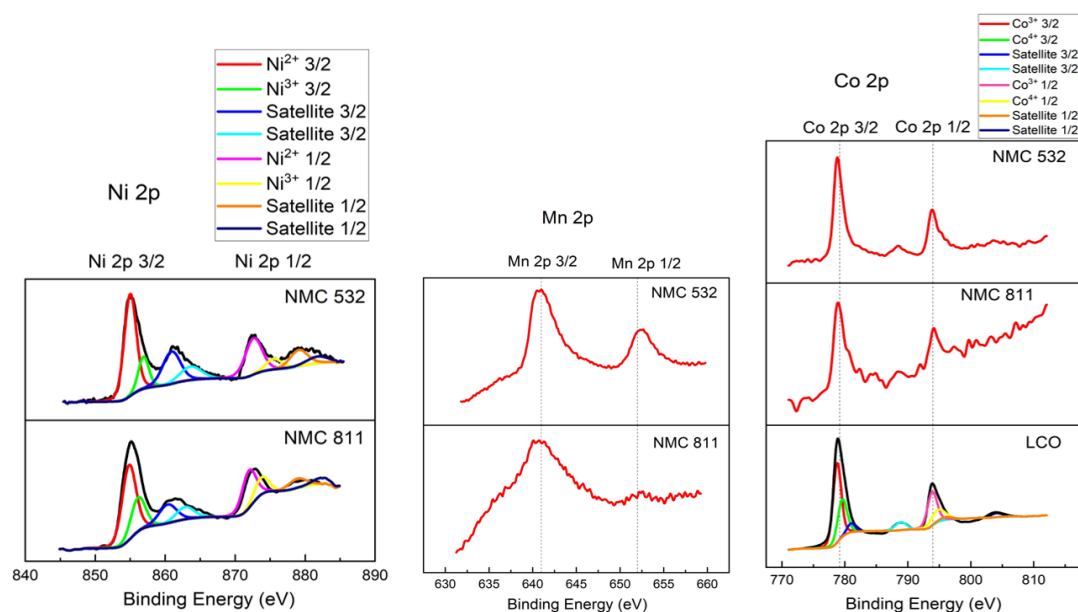 Ni 2p
Ni²⁺ 3/2
Ni³⁺ 3/2
Satellite 3/2
Satellite 3/2
Ni²⁺ 1/2
Ni³⁺ 1/2
Satellite 1/2
Satellite 1/2
Ni 2p 3/2
Ni 2p 1/2
NMC 532
NMC 811
840 850 860 870 880 890
Binding Energy (eV)
Mn 2p
Mn 2p 3/2
Mn 2p 1/2
NMC 532
NMC 811
630 635 640 645 650 655 660
Binding Energy (eV)
Co³⁺ 3/2
Co⁴⁺ 3/2
Satellite 3/2
Satellite 3/2
Co³⁺ 1/2
Co⁴⁺ 1/2
Satellite 1/2
Satellite 1/2
Co 2p
Co 2p 3/2
Co 2p 1/2
NMC 532
NMC 811
LCO
770 780 790 800 810
Binding Energy (eV)